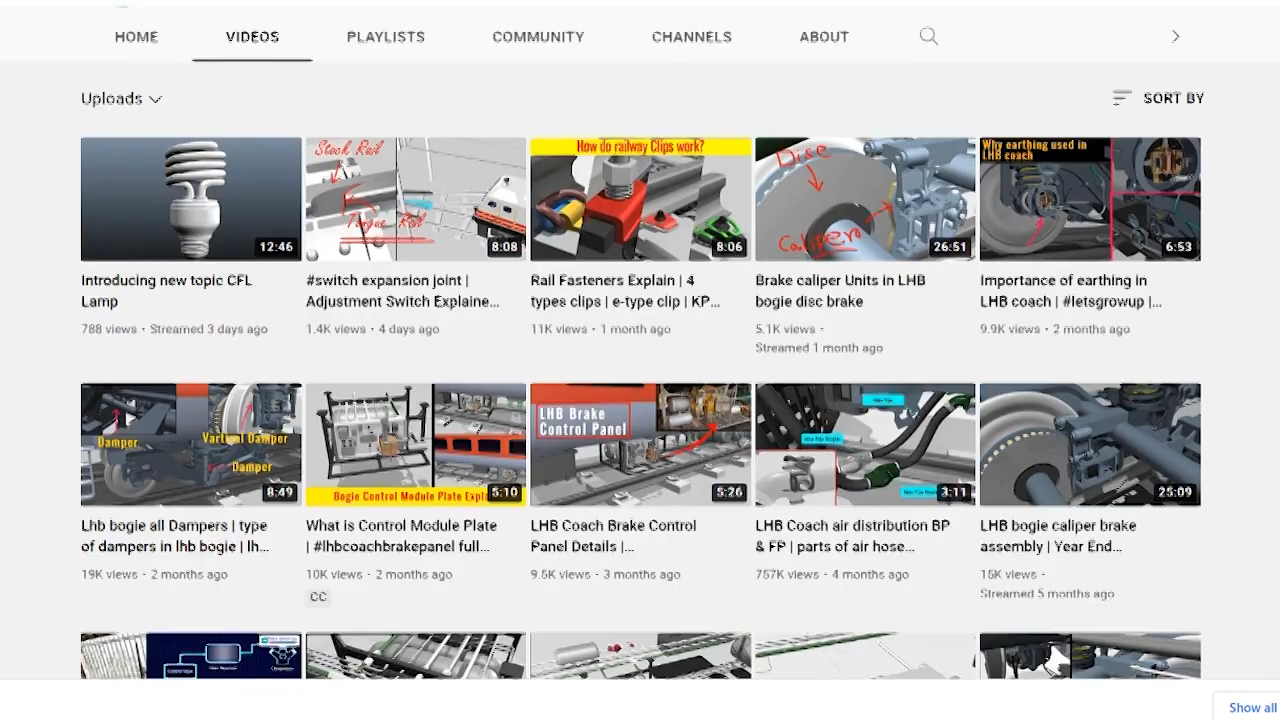 HOME VIDEOS PLAYLISTS COMMUNITY CHANNELS ABOUT
Uploads SORT BY
Stock Rail
Tongue Rail
How do railway Clips work?
Disc
Calipers
Why earthing used in
LHB coach
12:46
8:08
8:06
26:51
6:53
Introducing new topic CFL
Lamp
788 views • Streamed 3 days ago
#switch expansion joint |
Adjustment Switch Explaine...
1.4K views • 4 days ago
Rail Fasteners Explain | 4
types clips | e-type clip | KP...
11K views • 1 month ago
Brake caliper Units in LHB
bogie disc brake
5.1K views •
Streamed 1 month ago
Importance of earthing in
LHB coach | #letsgrowup |...
9.9K views • 2 months ago
Damper
Vartical Damper
Damper
8:49
Bogie Control Module Plate Expla
5:10
LHB Brake
Control Panel
5:26
3:11
25:09
Lhb bogie all Dampers | type
of dampers in lhb bogie | lh...
19K views • 2 months ago
What is Control Module Plate
| #lhbcoachbrakepanel full...
10K views • 2 months ago
CC
LHB Coach Brake Control
Panel Details |...
9.5K views • 3 months ago
LHB Coach air distribution BP
& FP | parts of air hose...
757K views • 4 months ago
LHB bogie caliper brake
assembly | Year End...
15K views •
Streamed 5 months ago
Show all